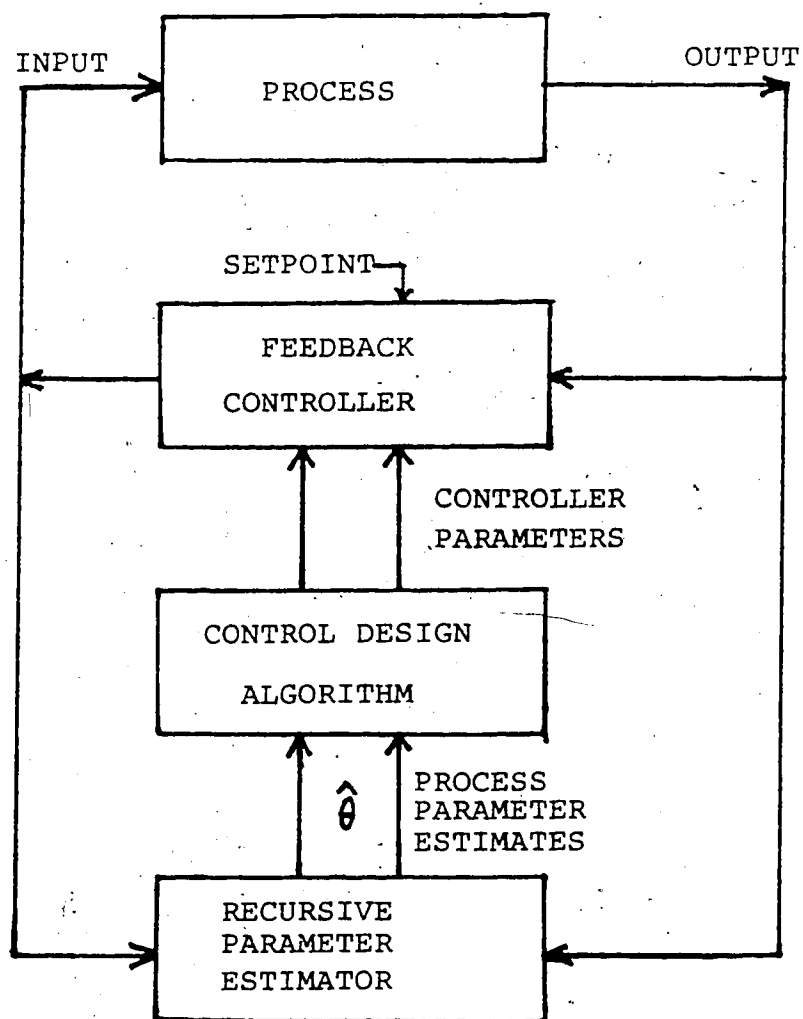 INPUT
OUTPUT
PROCESS
SETPOINT
FEEDBACK
CONTROLLER
CONTROLLER
PARAMETERS
CONTROL DESIGN
ALGORITHM
θ̂
PROCESS
PARAMETER
ESTIMATES
RECURSIVE
PARAMETER
ESTIMATOR